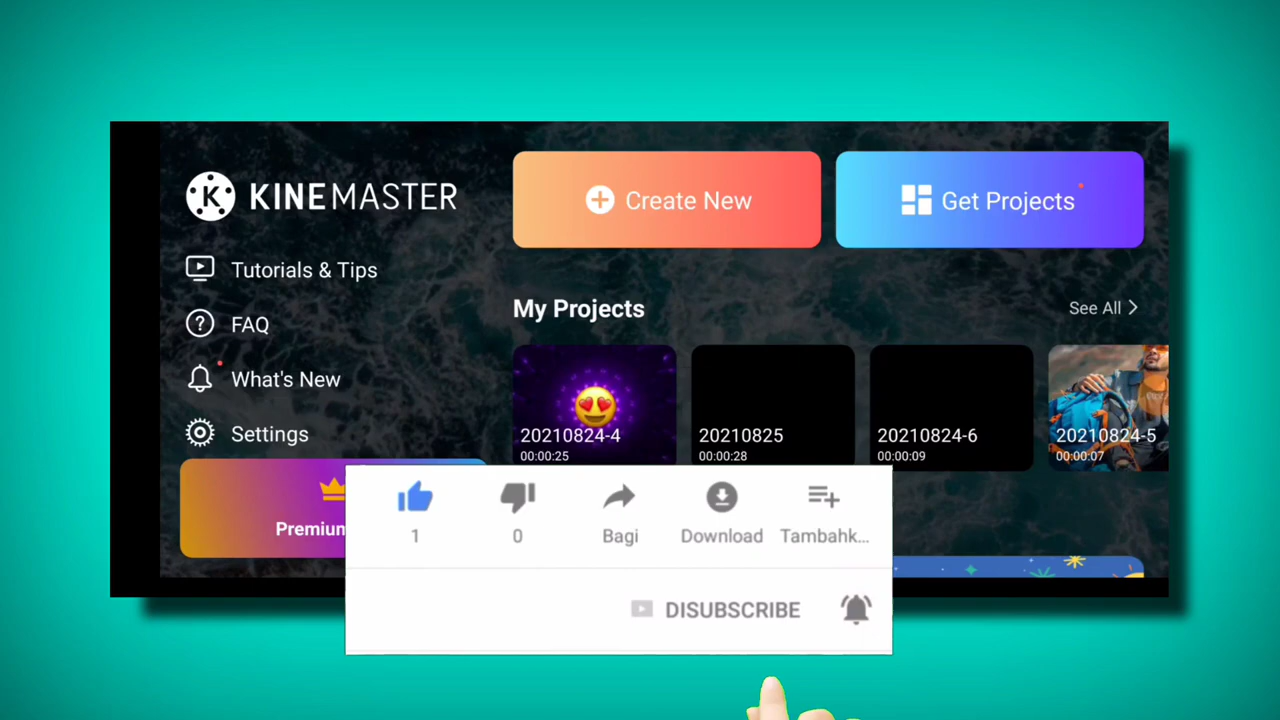 KINEMASTER
Tutorials & Tips
FAQ
What's New
Settings
Premium
Create New
Get Projects
My Projects
See All
20210824-4
00:00:25
20210825
00:00:28
20210824-6
00:00:09
20210824-5
00:00:07
1
0
Bagi
Download
Tambahk...
DISUBSCRIBE